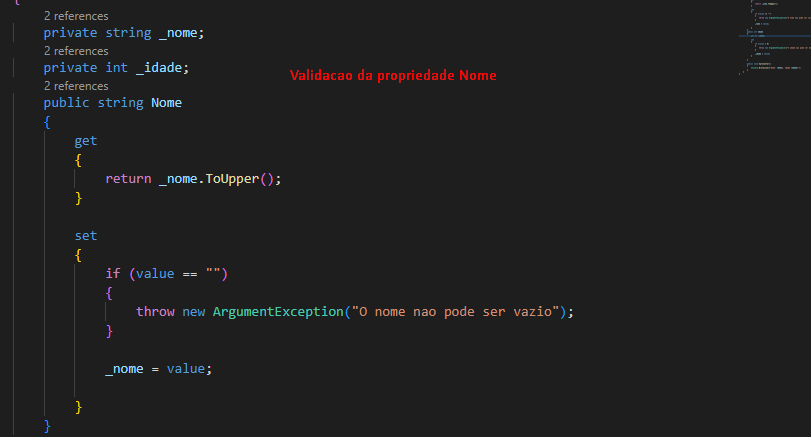 {
2 references
private string _nome;
2 references
private int _idade;
Validacao da propriedade Nome
2 references
public string Nome
{
get
{
return _nome.ToUpper();
}
set
{
if (value == "")
{
throw new ArgumentException("O nome nao pode ser vazio");
}
_nome = value;
}
}